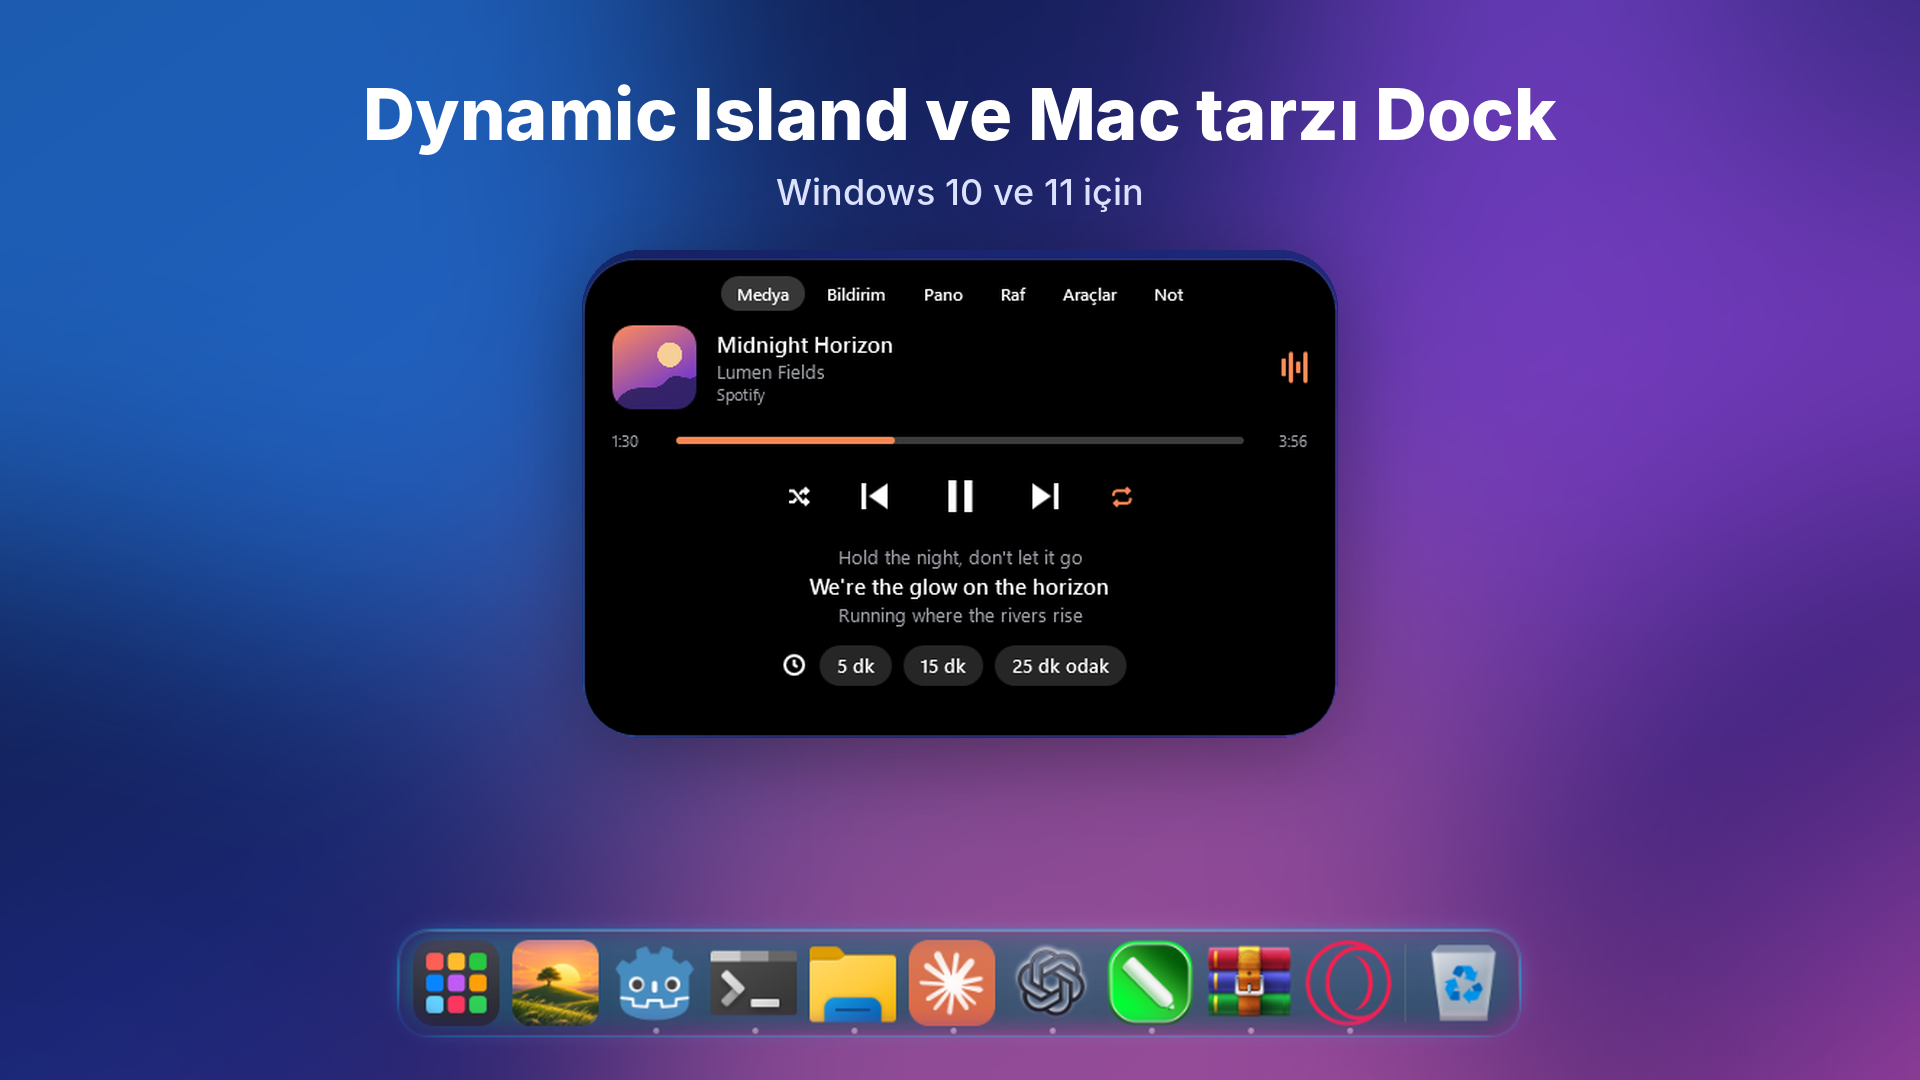 Dynamic Island ve Mac tarzı Dock
Windows 10 ve 11 için
Medya Bildirim Pano Raf Araçlar Not
Midnight Horizon
Lumen Fields
Spotify
1:30 3:56
Hold the night, don't let it go
We're the glow on the horizon
Running where the rivers rise
5 dk 15 dk 25 dk odak